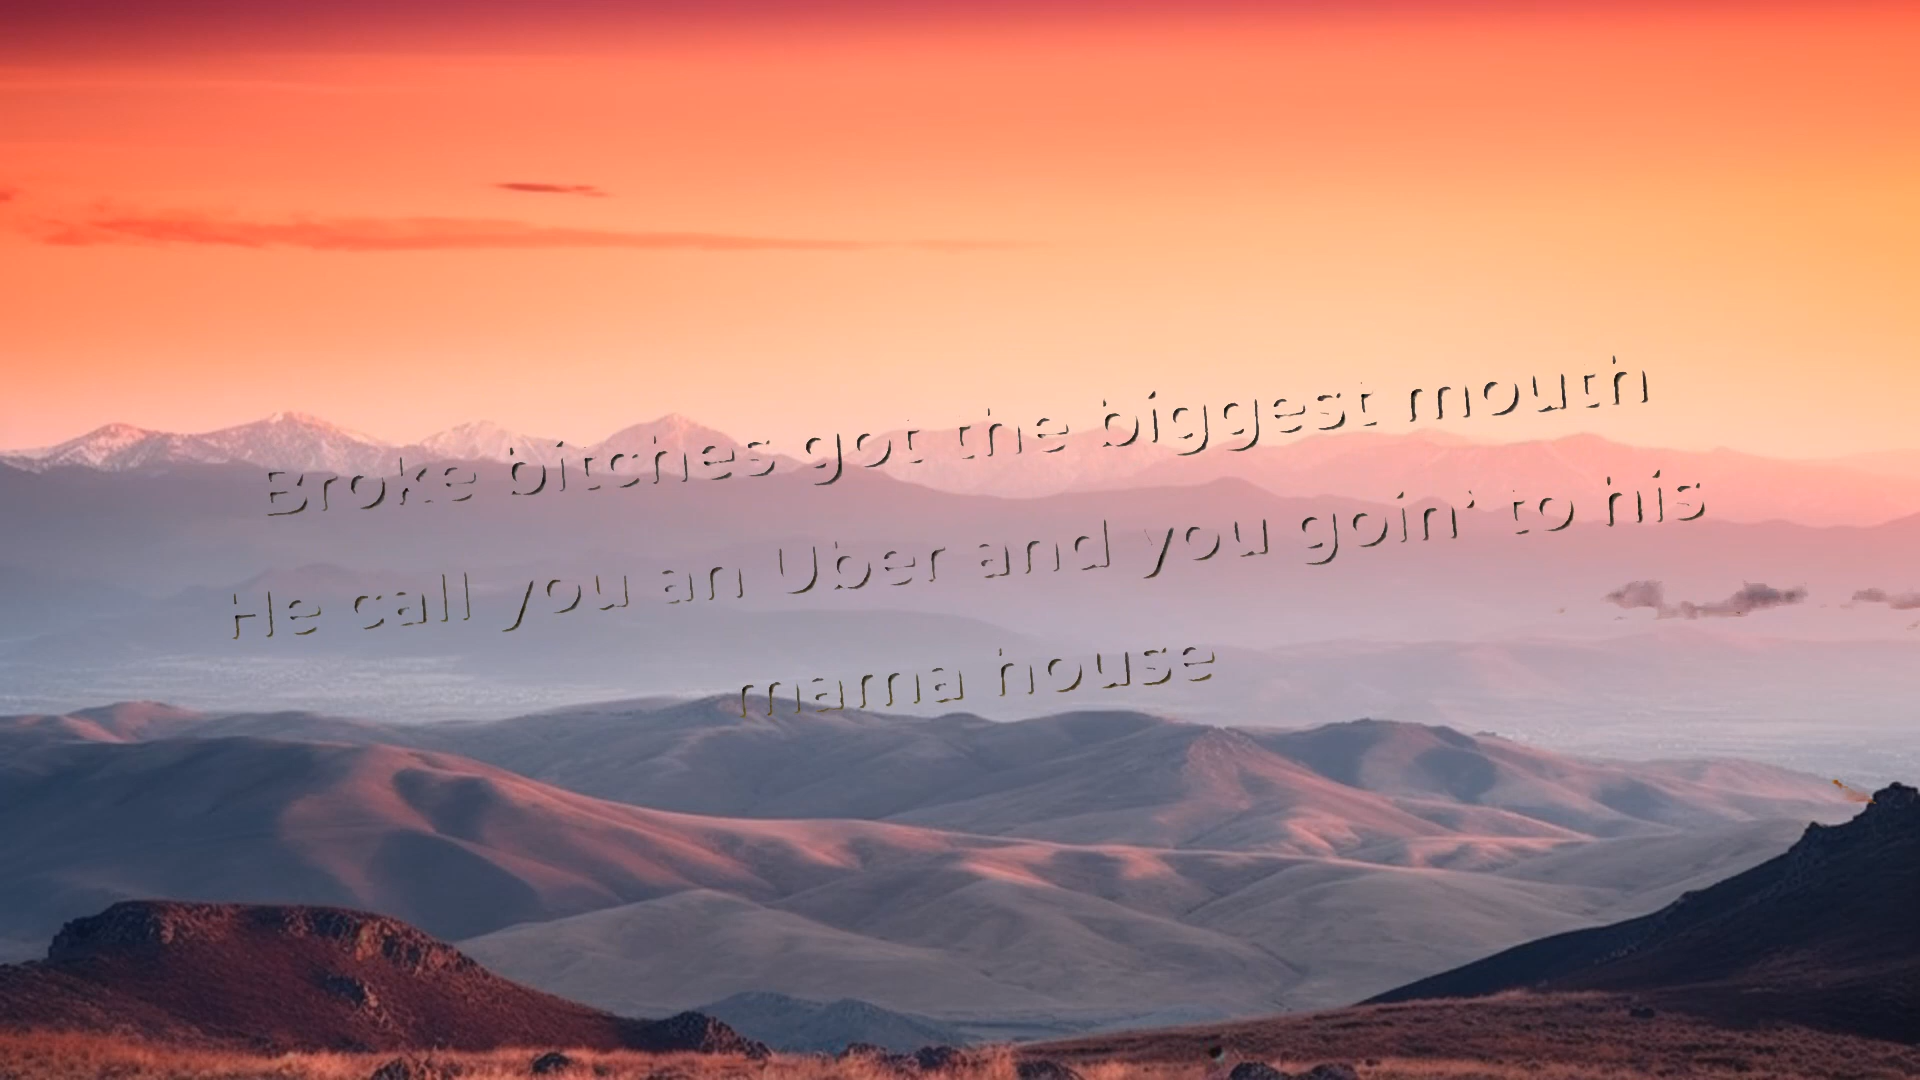 Broke bitches got the biggest mouth
He call you an Uber and you goin' to his
mama house